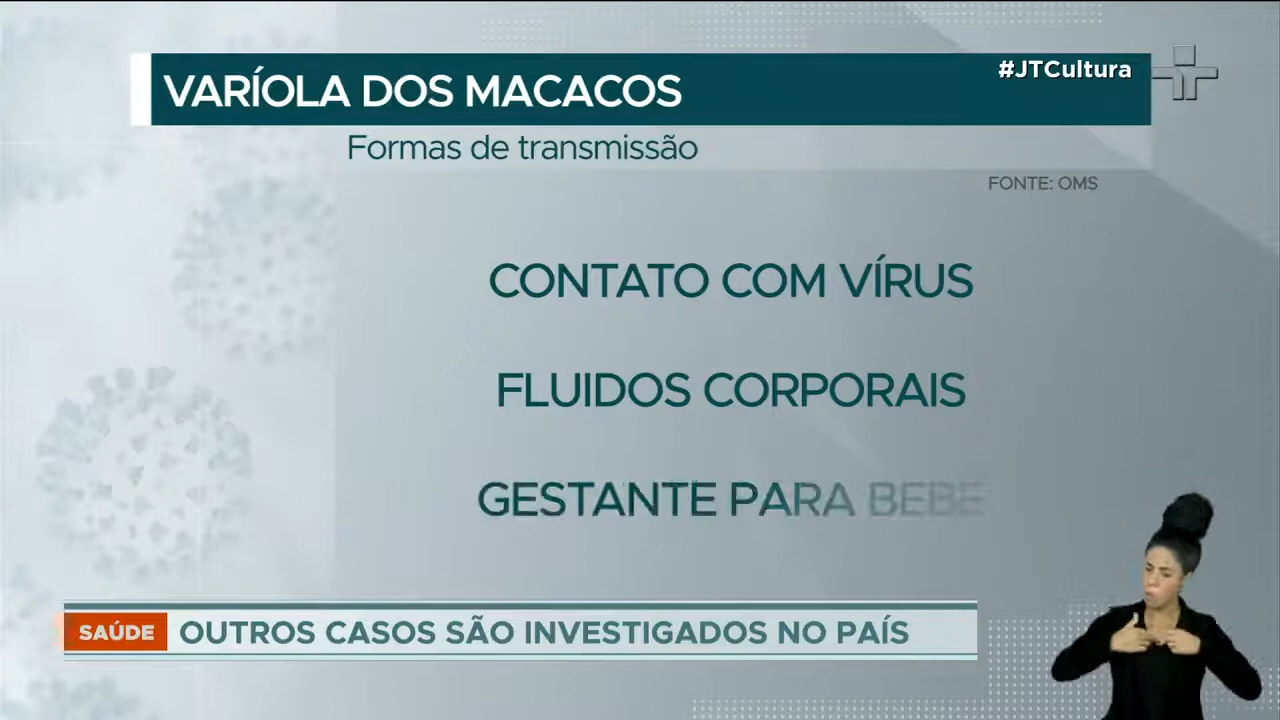 VARÍOLA DOS MACACOS
#JTCultura
Formas de transmissão
FONTE: OMS
CONTATO COM VÍRUS
FLUIDOS CORPORAIS
GESTANTE PARA BEBE
SAÚDE
OUTROS CASOS SÃO INVESTIGADOS NO PAÍS